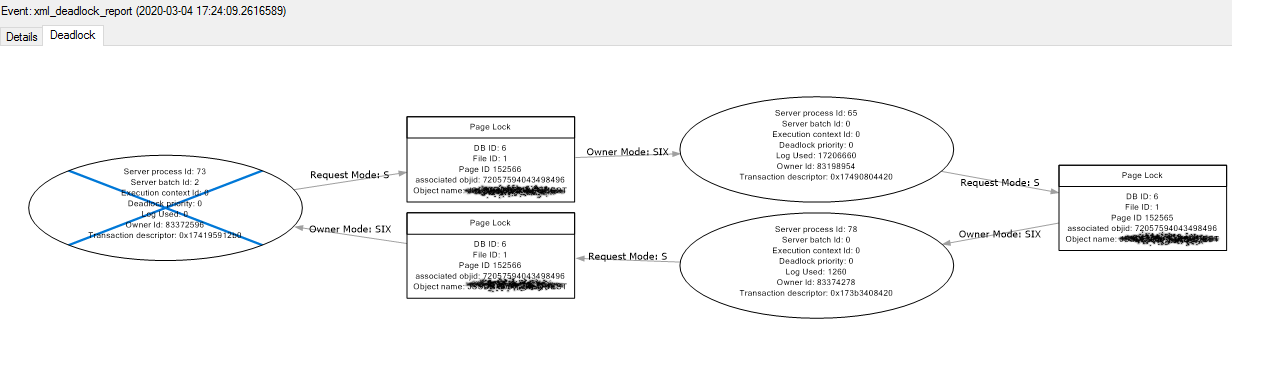 Event: xml_deadlock_report (2020-03-04 17:24:09.2616589)
Details
Deadlock
Server process Id: 73
Server batch Id: 2
Execution context Id: 0
Deadlock priority: 0
Log Used: 0
Owner Id: 83372596
Transaction descriptor: 0x174195912b0
Request Mode: S
Owner Mode: SIX
Page Lock
DB ID: 6
File ID: 1
Page ID 152566
associated objid: 72057594043498496
Object name:
Page Lock
DB ID: 6
File ID: 1
Page ID 152566
associated objid: 72057594043498496
Object name:
Owner Mode: SIX
Request Mode: S
Server process Id: 65
Server batch Id: 0
Execution context Id: 0
Deadlock priority: 0
Log Used: 17206660
Owner Id: 83198954
Transaction descriptor: 0x17490804420
Server process Id: 78
Server batch Id: 0
Execution context Id: 0
Deadlock priority: 0
Log Used: 1260
Owner Id: 83374278
Transaction descriptor: 0x173b3408420
Request Mode: S
Owner Mode: SIX
Page Lock
DB ID: 6
File ID: 1
Page ID 152565
associated objid: 72057594043498496
Object name: